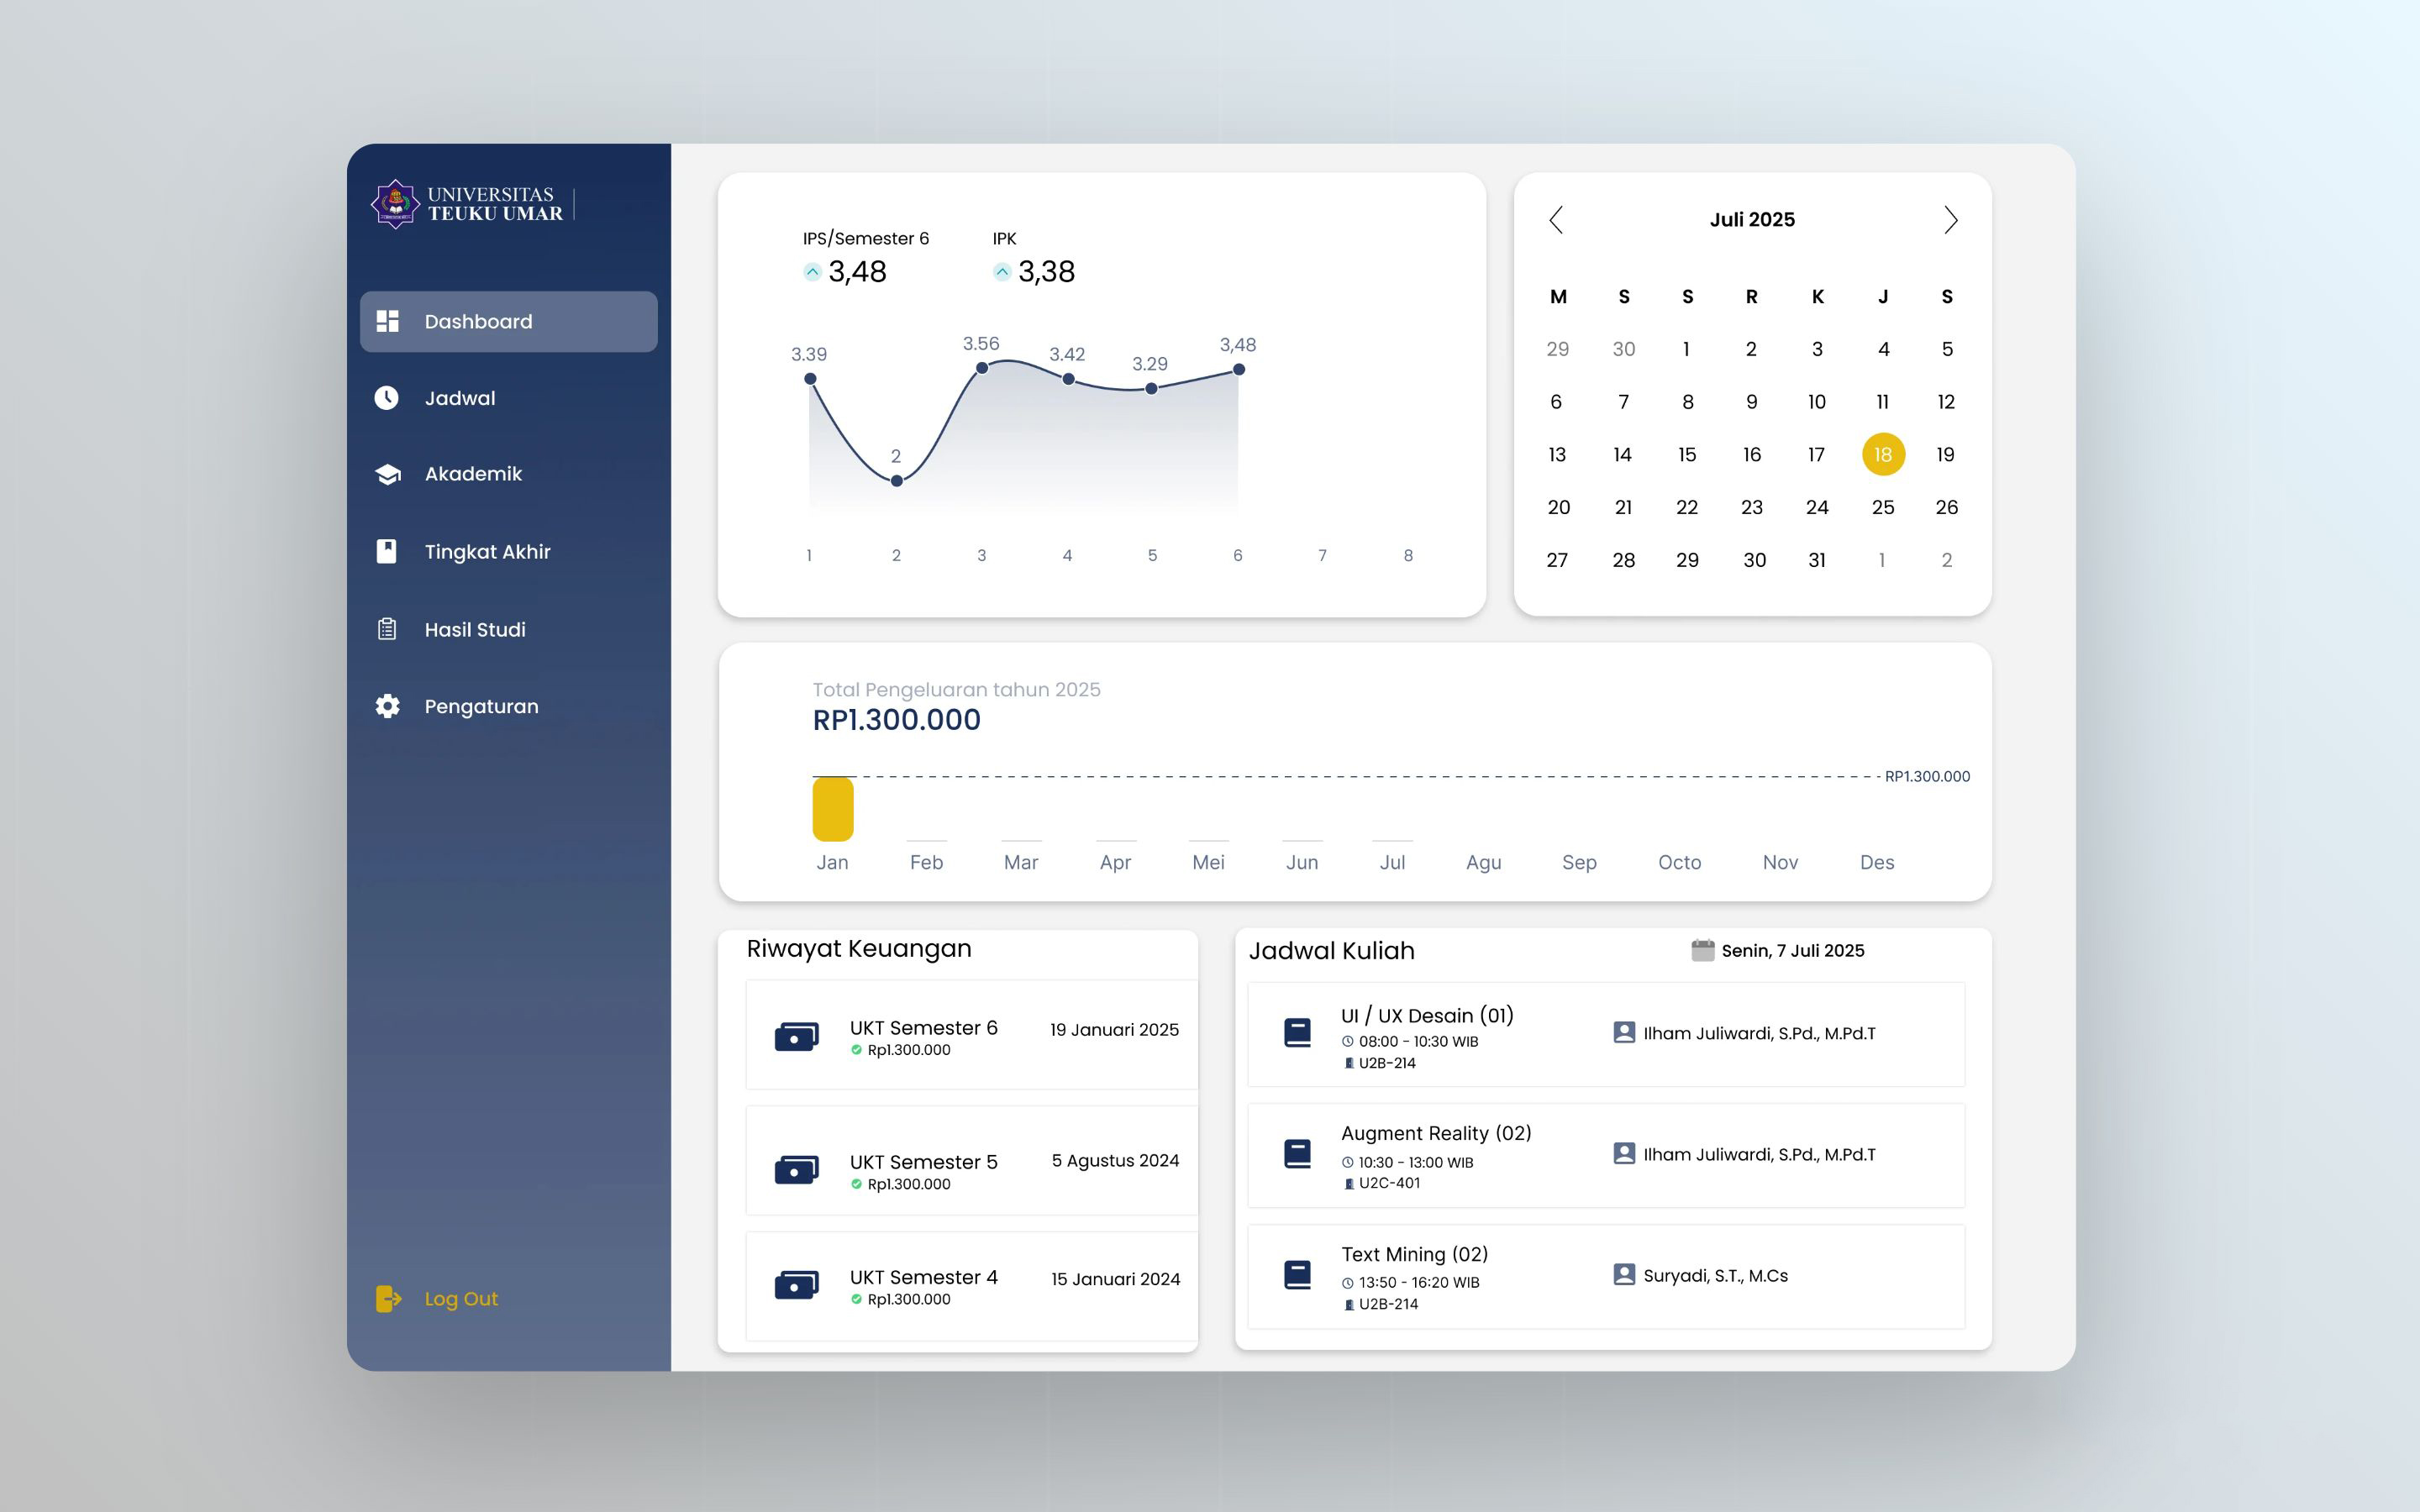 UNIVERSITAS
TEUKU UMAR
Dashboard
Jadwal
Akademik
Tingkat Akhir
Hasil Studi
Pengaturan
Log Out
IPS/Semester 6 IPK
3,48 3,38
3.39 2 3.56 3.42 3.29 3,48
1 2 3 4 5 6 7 8
Juli 2025
M S S R K J S
29 30 1 2 3 4 5
6 7 8 9 10 11 12
13 14 15 16 17 18 19
20 21 22 23 24 25 26
27 28 29 30 31 1 2
Total Pengeluaran tahun 2025
RP1.300.000
RP1.300.000
Jan Feb Mar Apr Mei Jun Jul Agu Sep Octo Nov Des
Riwayat Keuangan
UKT Semester 6 19 Januari 2025
Rp1.300.000
UKT Semester 5 5 Agustus 2024
Rp1.300.000
UKT Semester 4 15 Januari 2024
Rp1.300.000
Jadwal Kuliah Senin, 7 Juli 2025
UI / UX Desain (01)
08:00 - 10:30 WIB
U2B-214
Ilham Juliwardi, S.Pd., M.Pd.T
Augment Reality (02)
10:30 - 13:00 WIB
U2C-401
Ilham Juliwardi, S.Pd., M.Pd.T
Text Mining (02)
13:50 - 16:20 WIB
U2B-214
Suryadi, S.T., M.Cs